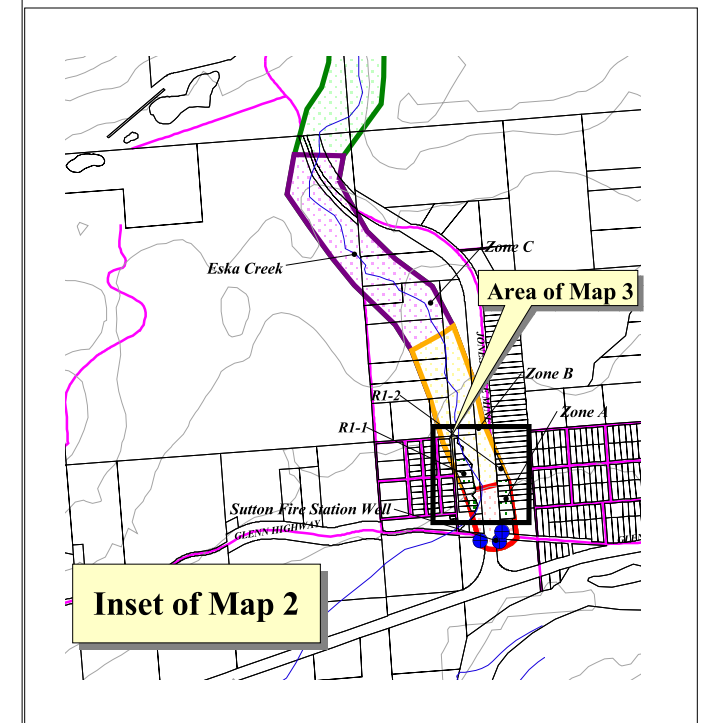 Eska Creek
Zone C
Area of Map 3
Zone B
R1-2
Zone A
R1-1
Sutton Fire Station Well
GLENN HIGHWAY
Inset of Map 2